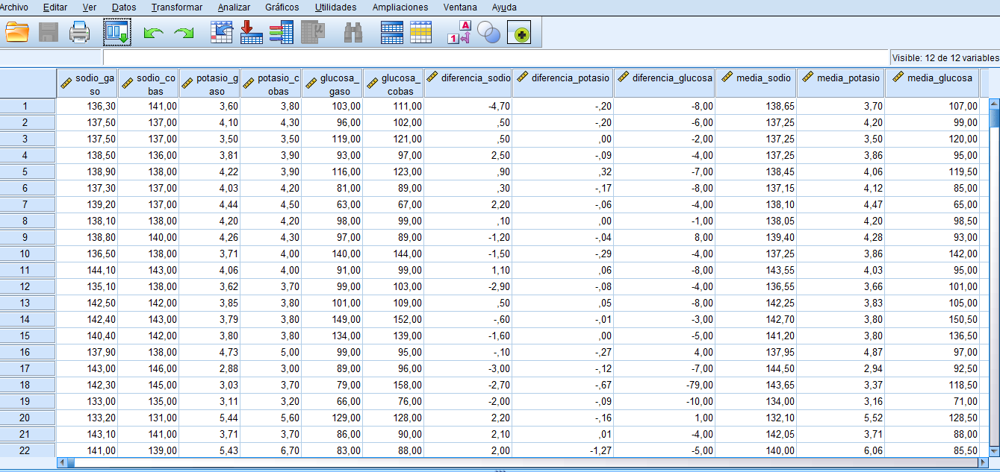 Archivo Editar Ver Datos Transformar Analizar Gráficos Utilidades Ampliaciones Ventana Ayuda
1 A
Visible: 12 de 12 variables
sodio_gaso sodio_cobas potasio_gaso potasio_cobas glucosa_gaso glucosa_cobas diferencia_sodio diferencia_potasio diferencia_glucosa media_sodio media_potasio media_glucosa
1 136,30 141,00 3,60 3,80 103,00 111,00 -4,70 -,20 -8,00 138,65 3,70 107,00
2 137,50 137,00 4,10 4,30 96,00 102,00 ,50 -,20 -6,00 137,25 4,20 99,00
3 137,50 137,00 3,50 3,50 119,00 121,00 ,50 ,00 -2,00 137,25 3,50 120,00
4 138,50 136,00 3,81 3,90 93,00 97,00 2,50 -,09 -4,00 137,25 3,86 95,00
5 138,90 138,00 4,22 3,90 116,00 123,00 ,90 ,32 -7,00 138,45 4,06 119,50
6 137,30 137,00 4,03 4,20 81,00 89,00 ,30 -,17 -8,00 137,15 4,12 85,00
7 139,20 137,00 4,44 4,50 63,00 67,00 2,20 -,06 -4,00 138,10 4,47 65,00
8 138,10 138,00 4,20 4,20 98,00 99,00 ,10 ,00 -1,00 138,05 4,20 98,50
9 138,80 140,00 4,26 4,30 97,00 89,00 -1,20 -,04 8,00 139,40 4,28 93,00
10 136,50 138,00 3,71 4,00 140,00 144,00 -1,50 -,29 -4,00 137,25 3,86 142,00
11 144,10 143,00 4,06 4,00 91,00 99,00 1,10 ,06 -8,00 143,55 4,03 95,00
12 135,10 138,00 3,62 3,70 99,00 103,00 -2,90 -,08 -4,00 136,55 3,66 101,00
13 142,50 142,00 3,85 3,80 101,00 109,00 ,50 ,05 -8,00 142,25 3,83 105,00
14 142,40 143,00 3,79 3,80 149,00 152,00 -,60 -,01 -3,00 142,70 3,80 150,50
15 140,40 142,00 3,80 3,80 134,00 139,00 -1,60 ,00 -5,00 141,20 3,80 136,50
16 137,90 138,00 4,73 5,00 99,00 95,00 -,10 -,27 4,00 137,95 4,87 97,00
17 143,00 146,00 2,88 3,00 89,00 96,00 -3,00 -,12 -7,00 144,50 2,94 92,50
18 142,30 145,00 3,03 3,70 79,00 158,00 -2,70 -,67 -79,00 143,65 3,37 118,50
19 133,00 135,00 3,11 3,20 66,00 76,00 -2,00 -,09 -10,00 134,00 3,16 71,00
20 133,20 131,00 5,44 5,60 129,00 128,00 2,20 -,16 1,00 132,10 5,52 128,50
21 143,10 141,00 3,71 3,70 86,00 90,00 2,10 ,01 -4,00 142,05 3,71 88,00
22 141,00 139,00 5,43 6,70 83,00 88,00 2,00 -1,27 -5,00 140,00 6,06 85,50